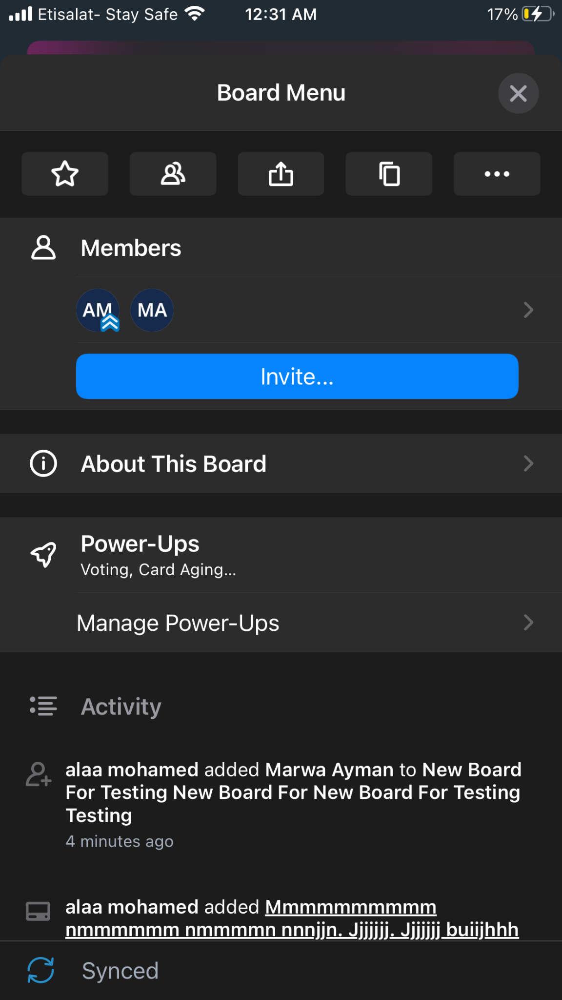 Etisalat- Stay Safe 12:31 AM 17%
Board Menu
Members
AM MA
Invite...
About This Board
Power-Ups
Voting, Card Aging...
Manage Power-Ups
Activity
alaa mohamed added Marwa Ayman to New Board
For Testing New Board For New Board For Testing
Testing
4 minutes ago
alaa mohamed added Mmmmmmmmmm
nmmmmmm nmmmmn nnnjjn. Jjjjjjj. Jjjjjjj buiijhhh
Synced